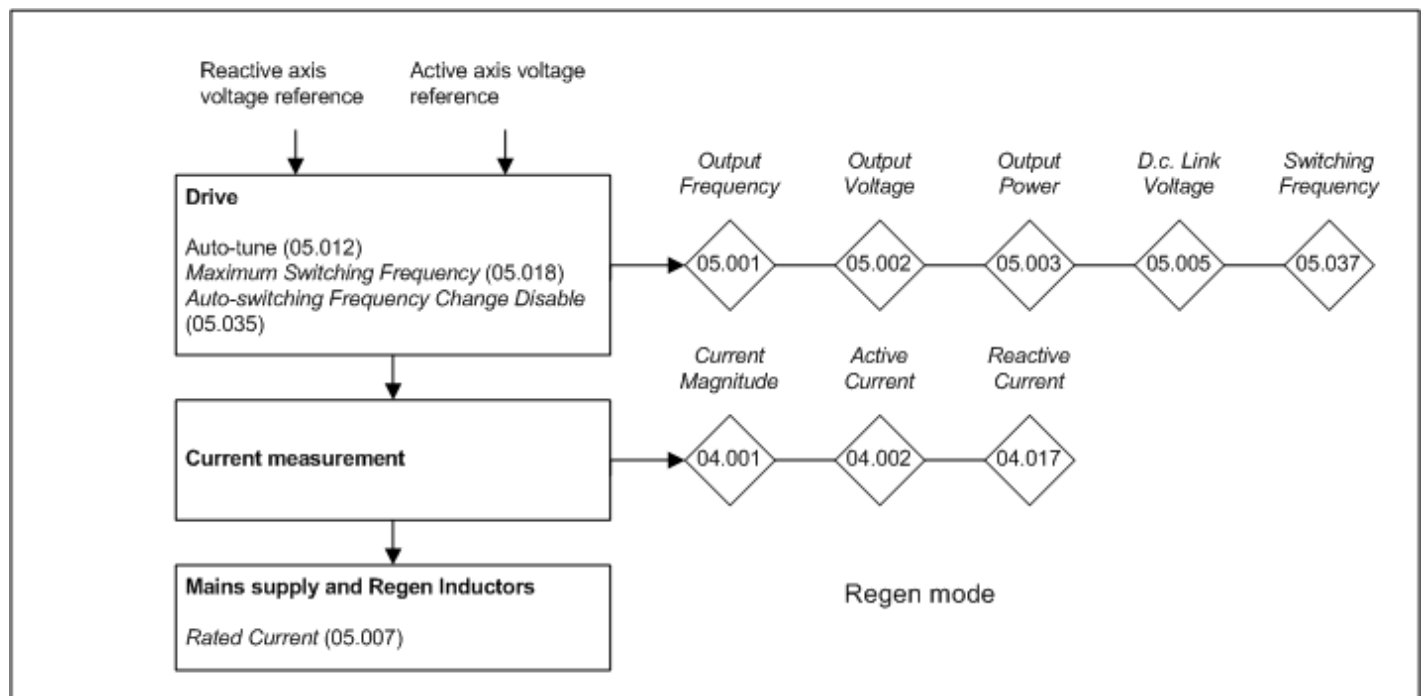 Reactive axis
voltage reference
Active axis voltage
reference
Drive
Auto-tune (05.012)
Maximum Switching Frequency (05.018)
Auto-switching Frequency Change Disable
(05.035)
Output
Frequency
Output
Voltage
Output
Power
D.c. Link
Voltage
Switching
Frequency
05.001
05.002
05.003
05.005
05.037
Current
Magnitude
Active
Current
Reactive
Current
Current measurement
04.001
04.002
04.017
Mains supply and Regen Inductors
Rated Current (05.007)
Regen mode